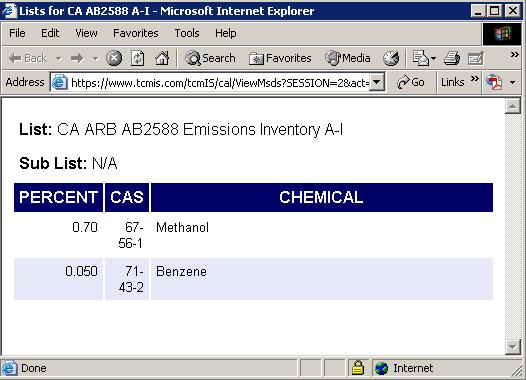 Lists for CA AB2588 A-I - Microsoft Internet Explorer
File Edit View Favorites Tools Help
Back Search Favorites Media
Address https://www.tcmis.com/tcmIS/cal/ViewMsds?SESSION=2&act= Go Links »
List: CA ARB AB2588 Emissions Inventory A-I
Sub List: N/A
PERCENT CAS CHEMICAL
0.70 67- Methanol
56-1
0.050 71- Benzene
43-2
Done Internet